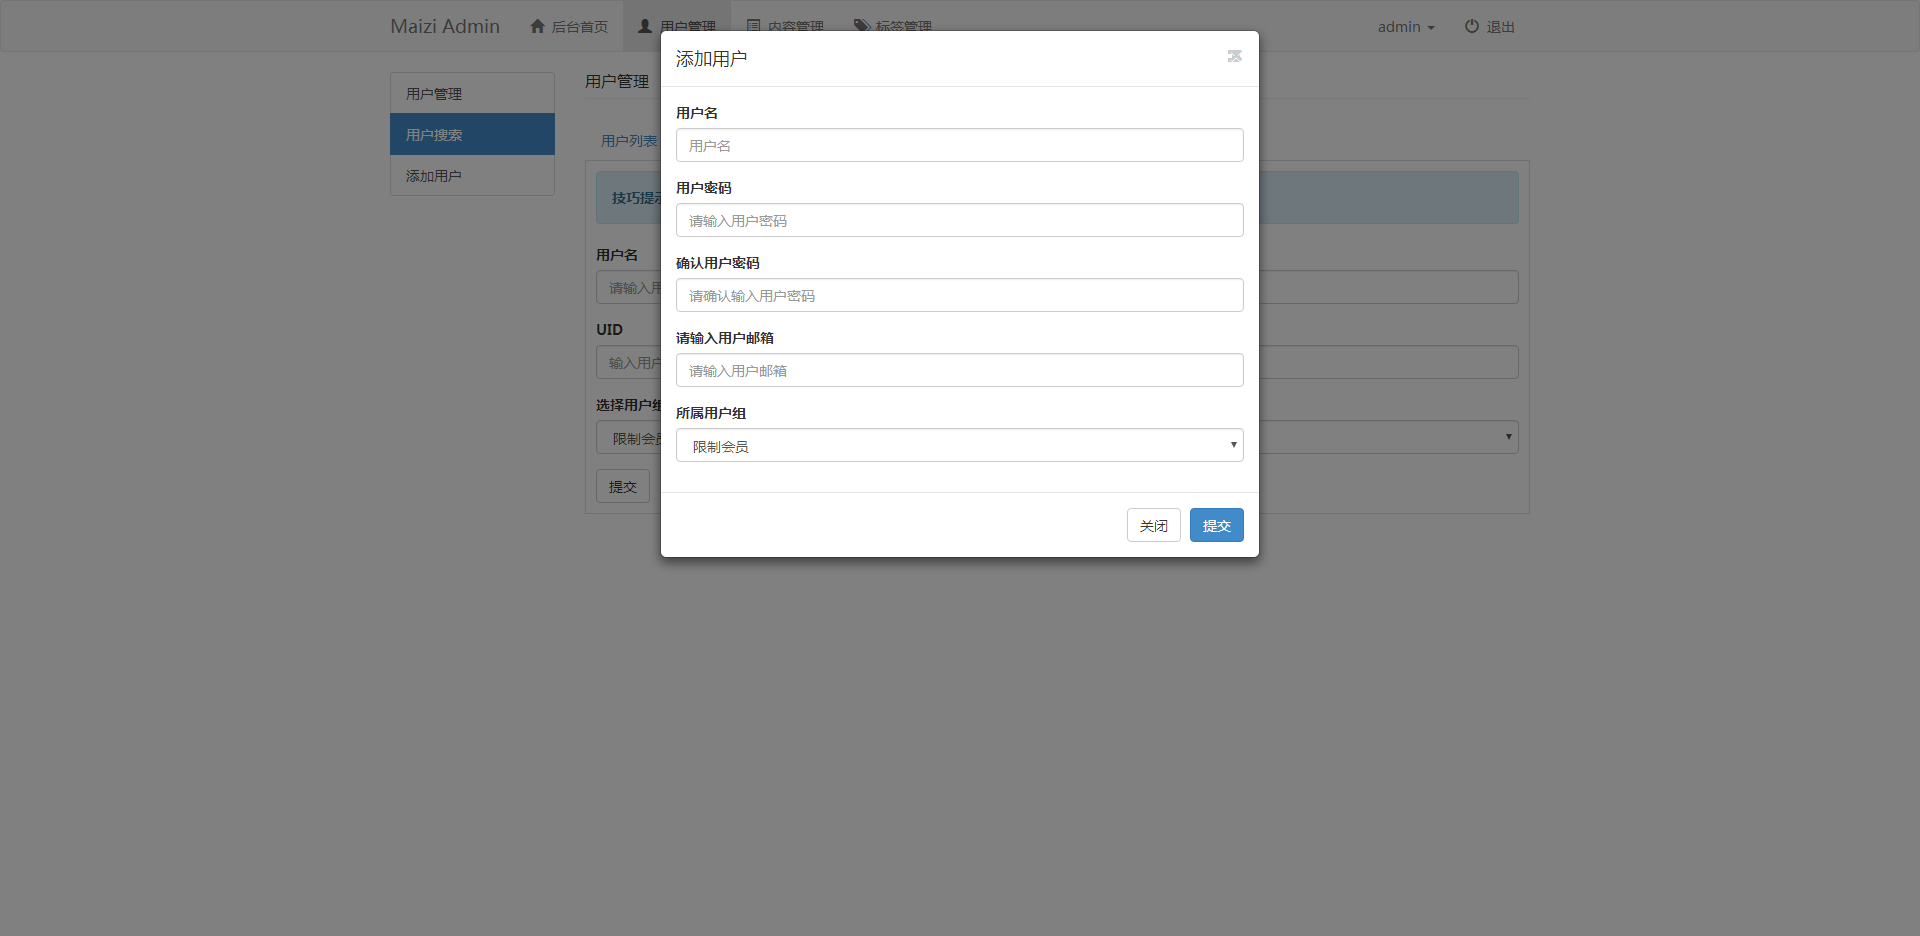 Maizi Admin 后台首页 用户管理 内容管理 标签管理 admin 退出
添加用户
用户管理
用户搜索
添加用户
用户管理
用户列表
技巧提示
用户名
请输入用
UID
输入用户
选择用户组
限制会员
提交
用户名
用户名
用户密码
请输入用户密码
确认用户密码
请确认输入用户密码
请输入用户邮箱
请输入用户邮箱
所属用户组
限制会员
关闭 提交